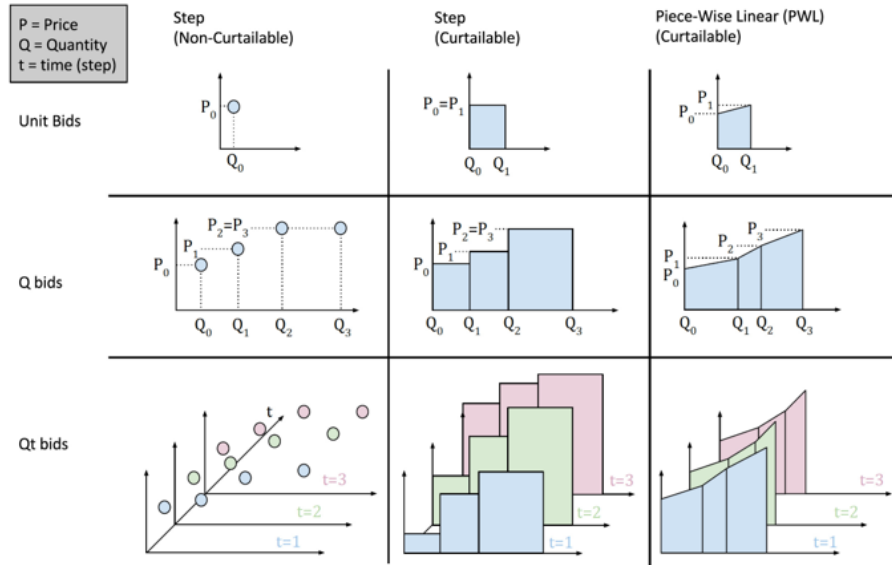 P = Price
Q = Quantity
t = time (step)
Step
(Non-Curtailable)
Step
(Curtailable)
Piece-Wise Linear (PWL)
(Curtailable)
Unit Bids
P₀
Q₀
P₀=P₁
Q₀ Q₁
P₁
P₀
Q₀ Q₁
Q bids
P₂=P₃
P₁
P₀
Q₀ Q₁ Q₂ Q₃
P₂=P₃
P₁
P₀
Q₀ Q₁ Q₂ Q₃
P₃
P₂
P₁
P₀
Q₀ Q₁ Q₂ Q₃
Qt bids
t
t=3
t=2
t=1
t=3
t=2
t=1
t=3
t=2
t=1